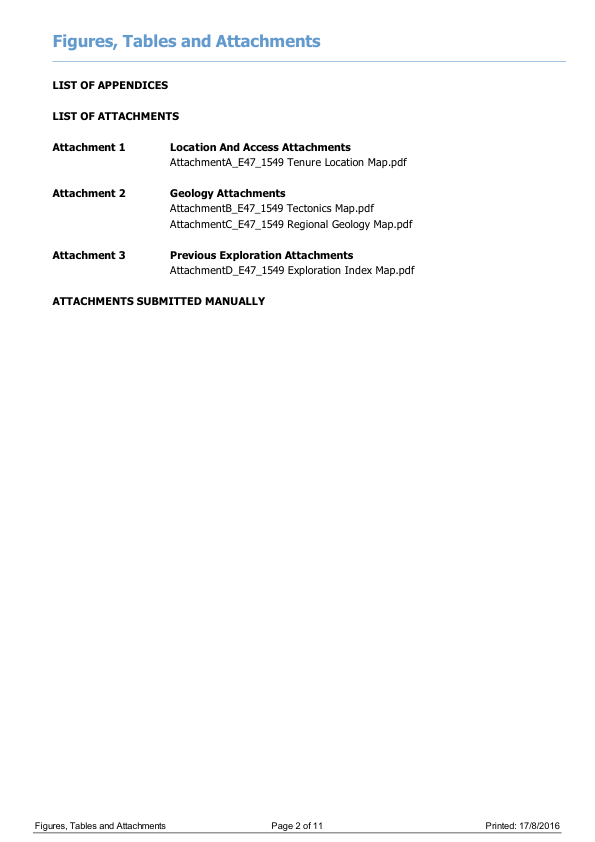 Figures, Tables and Attachments
LIST OF APPENDICES
LIST OF ATTACHMENTS
Attachment 1 Location And Access Attachments
AttachmentA_E47_1549 Tenure Location Map.pdf
Attachment 2 Geology Attachments
AttachmentB_E47_1549 Tectonics Map.pdf
AttachmentC_E47_1549 Regional Geology Map.pdf
Attachment 3 Previous Exploration Attachments
AttachmentD_E47_1549 Exploration Index Map.pdf
ATTACHMENTS SUBMITTED MANUALLY
Figures, Tables and Attachments Page 2 of 11 Printed: 17/8/2016